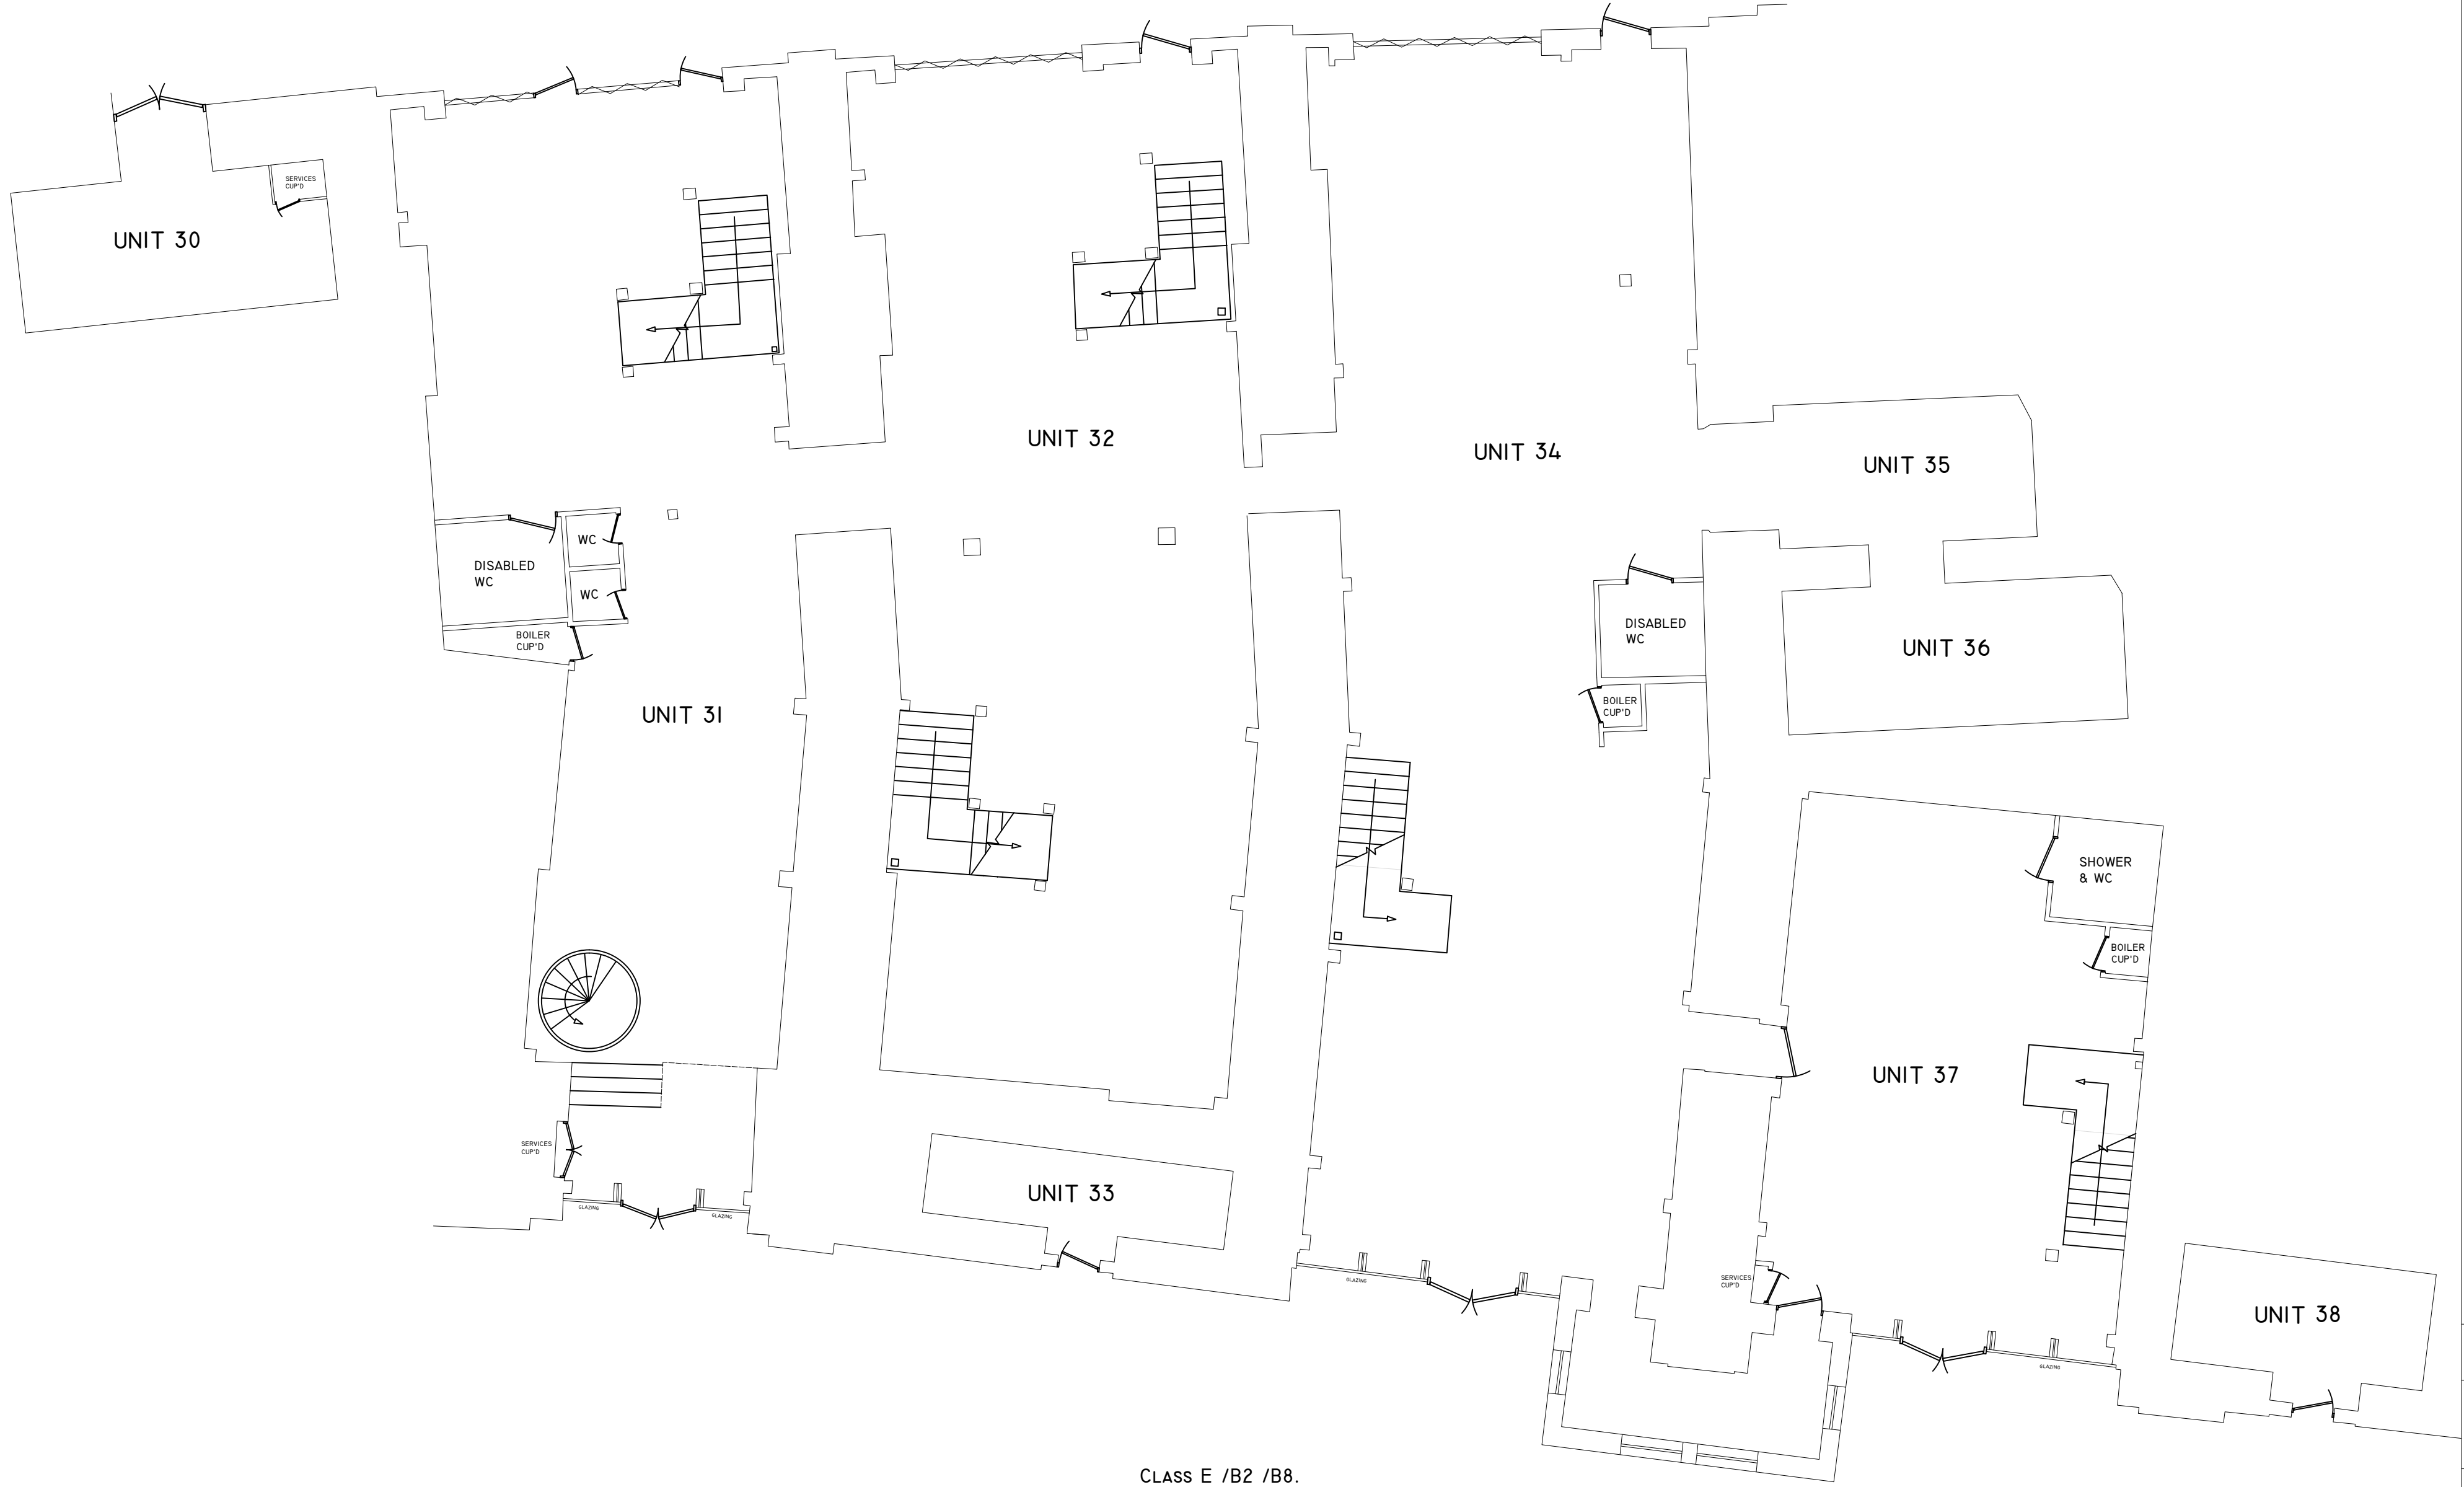 SERVICES
CUP'D
UNIT 30
UNIT 32
UNIT 34
UNIT 35
WC
DISABLED
WC
WC
BOILER
CUP'D
DISABLED
WC
UNIT 36
BOILER
CUP'D
UNIT 31
SHOWER
& WC
BOILER
CUP'D
UNIT 37
SERVICES
CUP'D
UNIT 33
GLAZING
GLAZING
GLAZING
SERVICES
CUP'D
UNIT 38
GLAZING
CLASS E /B2 /B8.